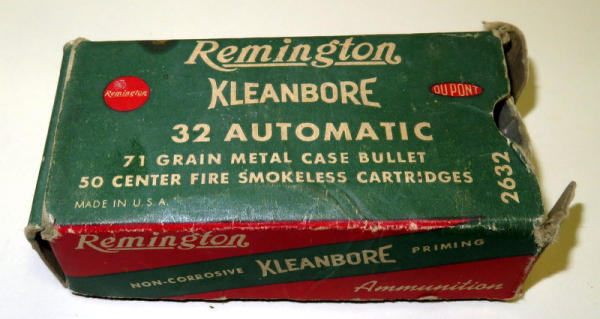 Remington
KLEANBORE
Remington
DU PONT
32 AUTOMATIC
71 GRAIN METAL CASE BULLET
50 CENTER FIRE SMOKELESS CARTRIDGES
MADE IN U.S.A.
2632
Remington
NON-CORROSIVE KLEANBORE PRIMING
Ammunition